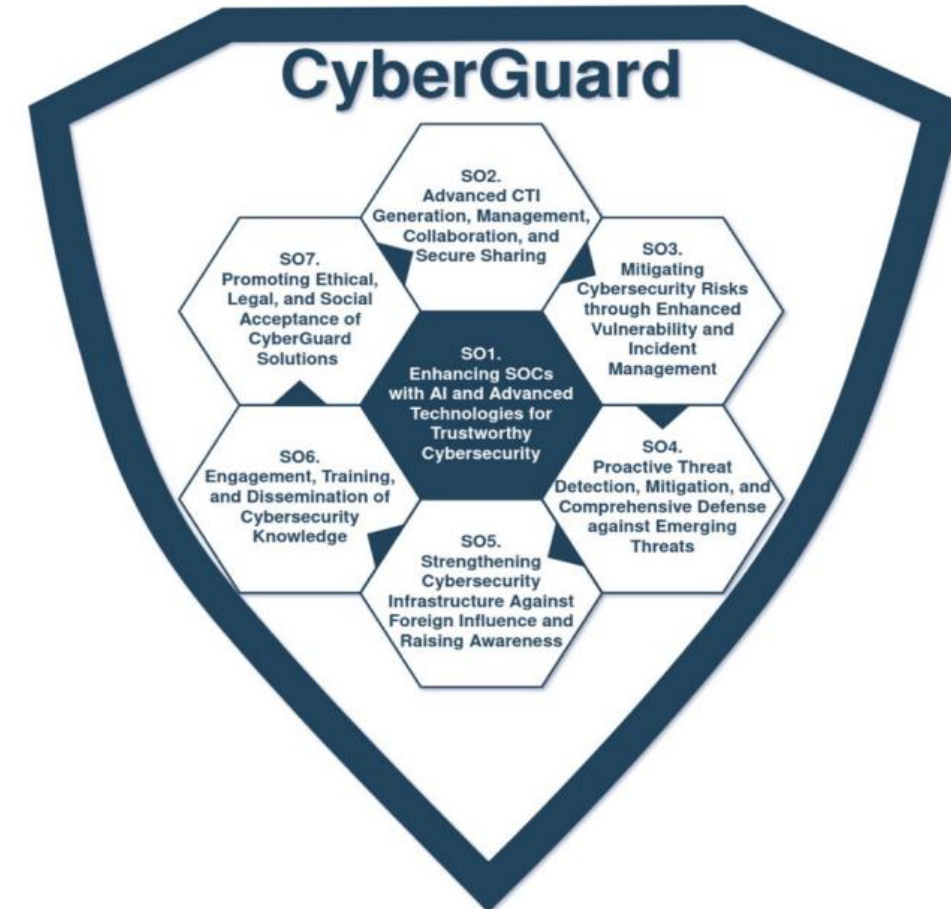 CyberGuard
SO2.
Advanced CTI
Generation, Management,
Collaboration, and
Secure Sharing
SO3.
Mitigating
Cybersecurity Risks
through Enhanced
Vulnerability and
Incident
Management
SO7.
Promoting Ethical,
Legal, and Social
Acceptance of
CyberGuard
Solutions
SO1.
Enhancing SOCs
with AI and Advanced
Technologies for
Trustworthy
Cybersecurity
SO4.
Proactive Threat
Detection, Mitigation, and
Comprehensive Defense
against Emerging
Threats
SO6.
Engagement, Training,
and Dissemination of
Cybersecurity
Knowledge
SO5.
Strengthening
Cybersecurity
Infrastructure Against
Foreign Influence and
Raising Awareness